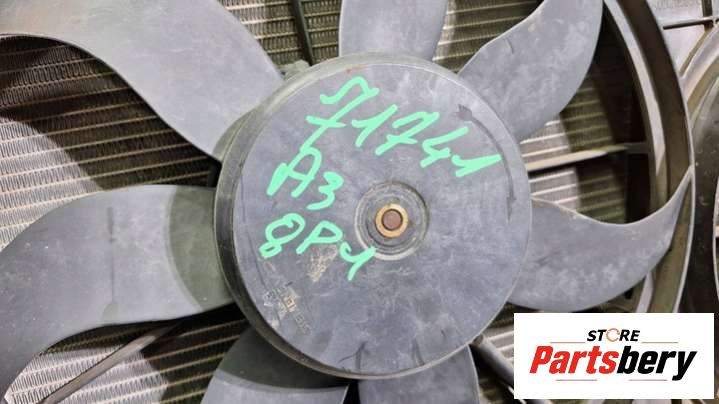 71741
A3
8P1
STORE
Partsbery